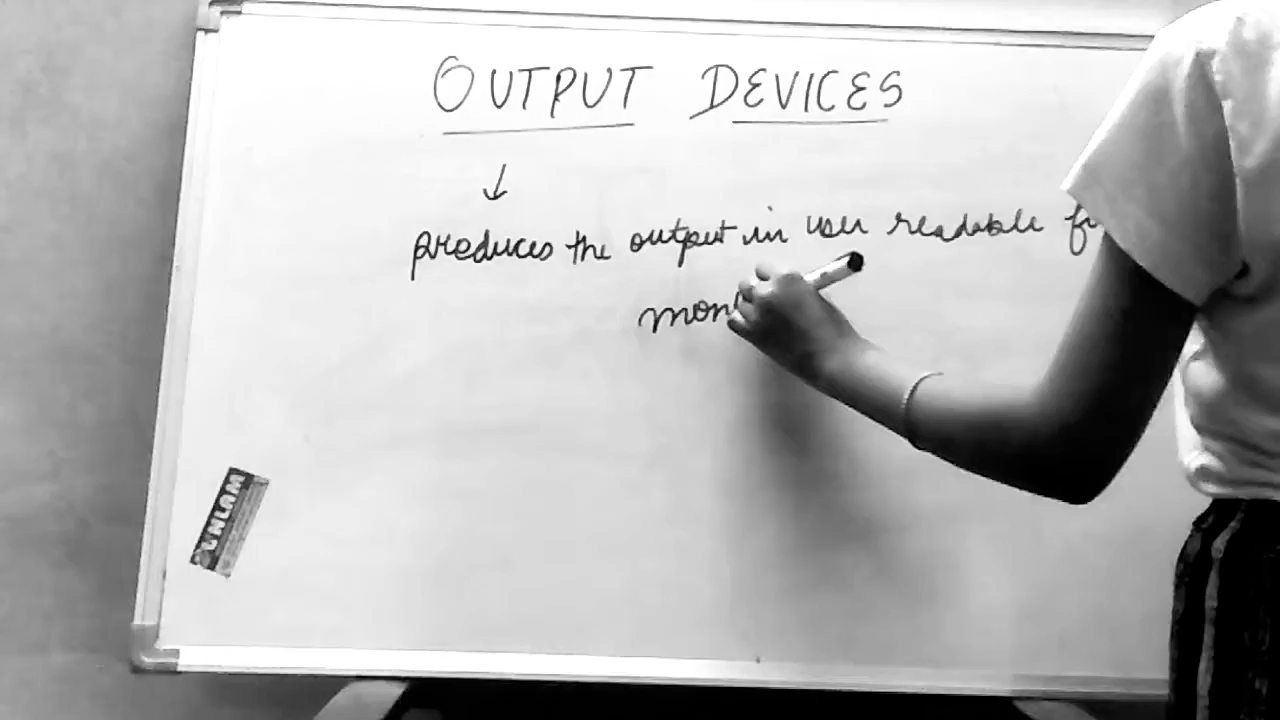 OUTPUT DEVICES
↓
produces the output in user readable